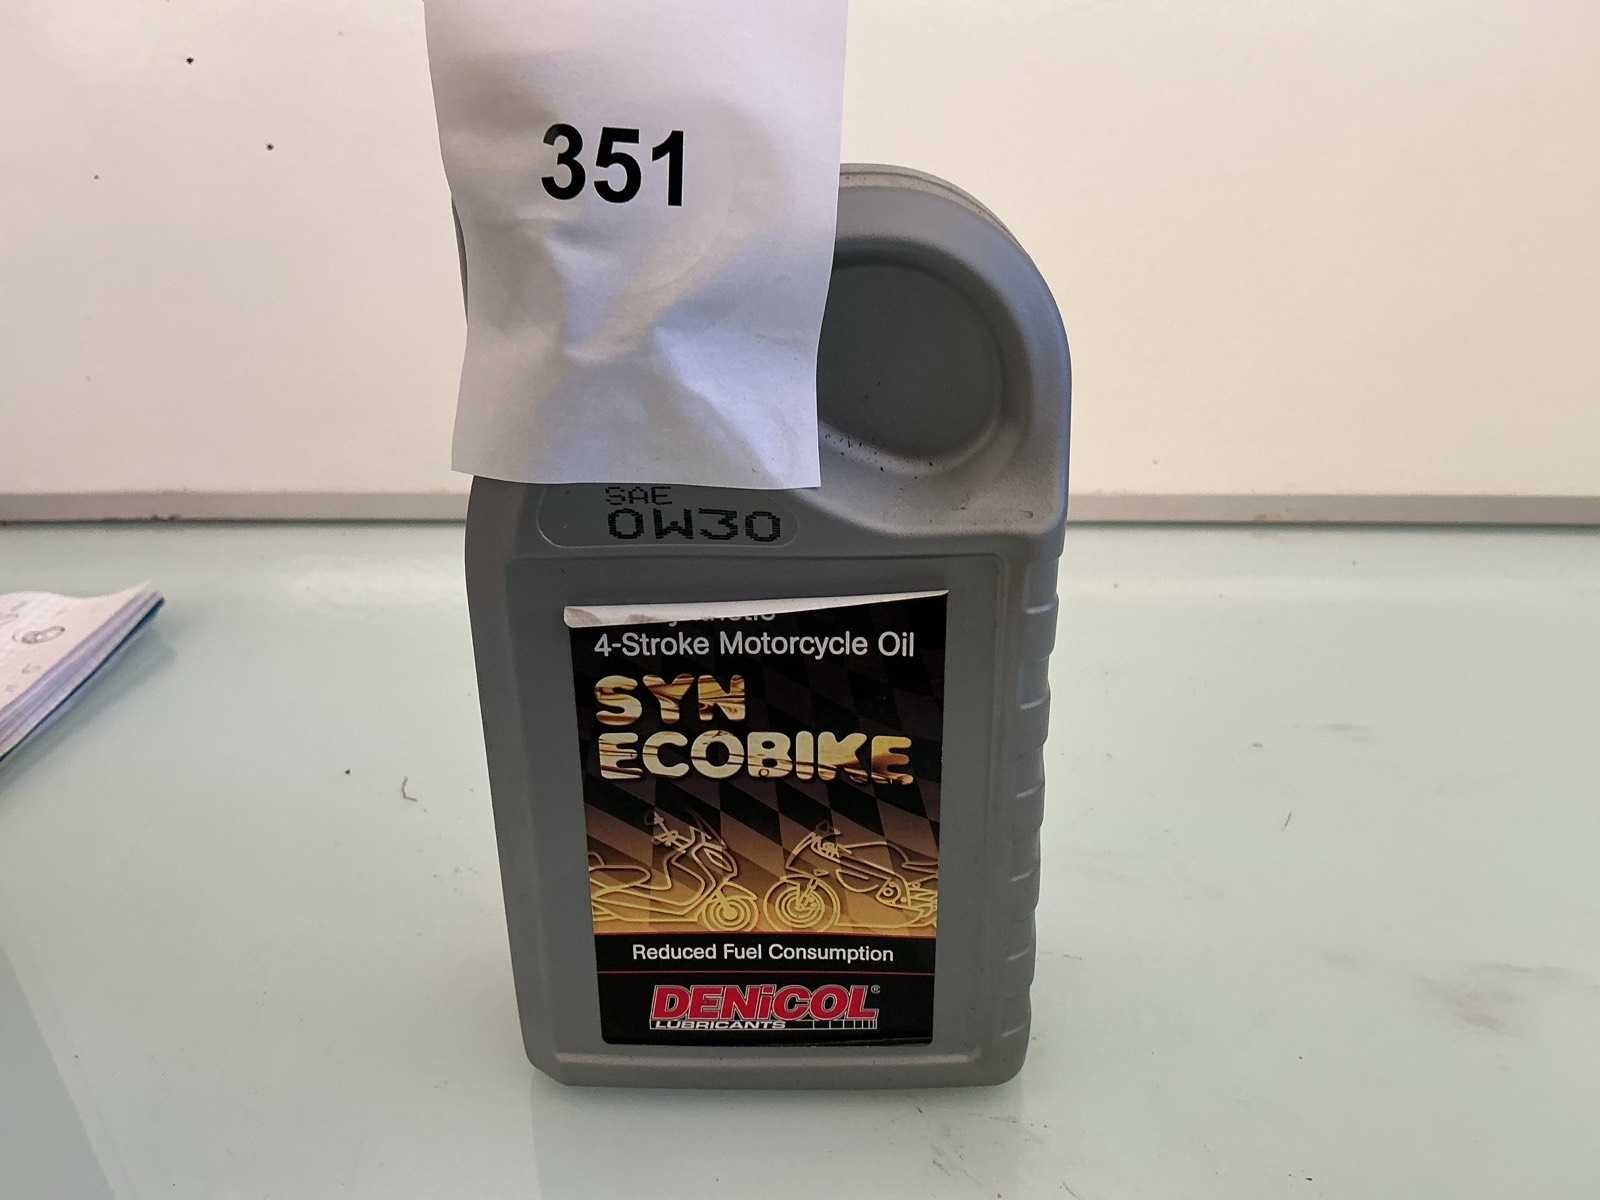 351
SAE
0W30
4-Stroke Motorcycle Oil
SYN
ECOBIKE
Reduced Fuel Consumption
DENiCOL®
LUBRICANTS